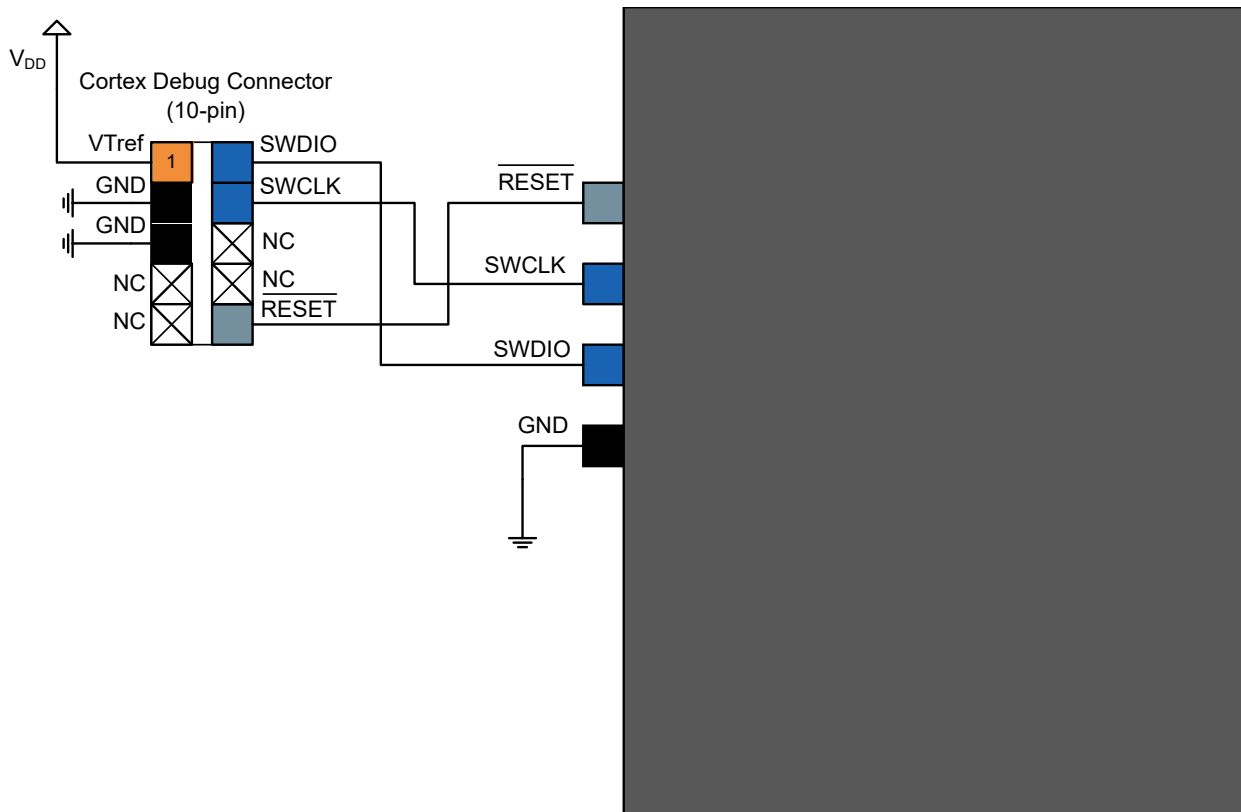 V_DD
Cortex Debug Connector
(10-pin)
VTref
1
SWDIO
GND
SWCLK
GND
NC
NC
NC
NC
RESET
RESET
SWCLK
SWDIO
GND